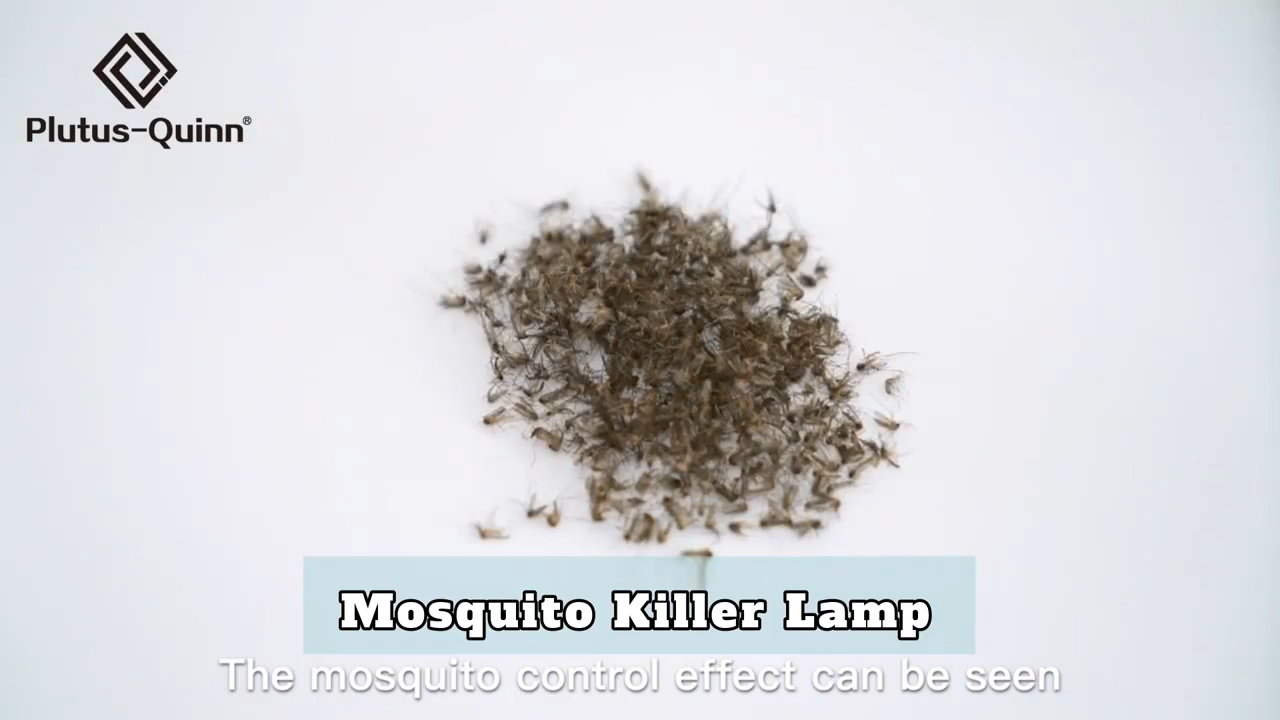 Plutus-Quinn®
Mosquito Killer Lamp
The mosquito control effect can be seen